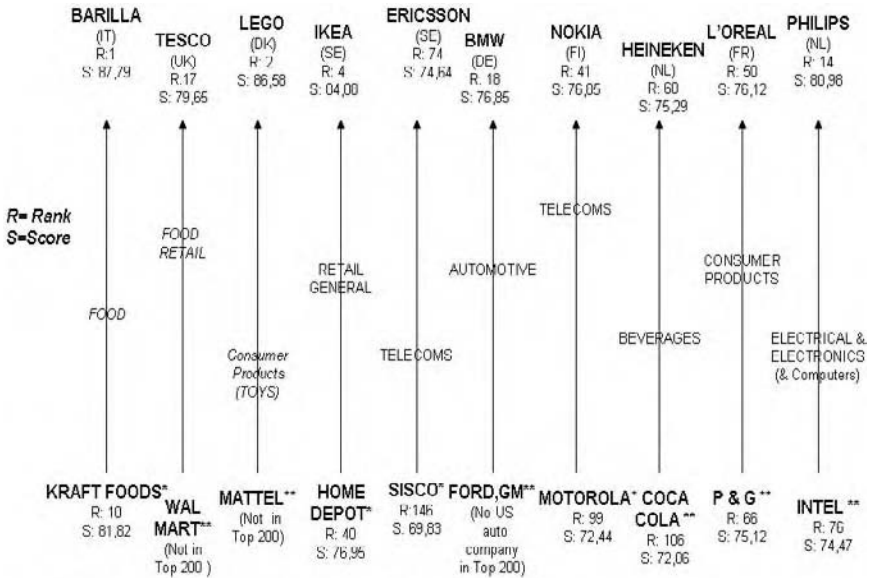 BARILLA
(IT)
R:1
S: 87,79
TESCO
(UK)
R.17
S: 79,65
LEGO
(DK)
R: 2
S: 86,58
IKEA
(SE)
R: 4
S: 04,00
ERICSSON
(SE)
R: 74
S: 74,64
BMW
(DE)
R: 18
S: 76,85
NOKIA
(FI)
R: 41
S: 76,05
HEINEKEN
(NL)
R: 60
S: 75,29
L'OREAL
(FR)
R: 50
S: 76,12
PHILIPS
(NL)
R: 14
S: 80,98
R= Rank
S=Score
FOOD
FOOD
RETAIL
Consumer
Products
(TOYS)
RETAIL
GENERAL
TELECOMS
AUTOMOTIVE
TELECOMS
BEVERAGES
CONSUMER
PRODUCTS
ELECTRICAL &
ELECTRONICS
(& Computers)
KRAFT FOODS*
R: 10
S: 81,82
WAL
MART**
(Not in
Top 200 )
MATTEL**
(Not in
Top 200)
HOME
DEPOT*
R: 40
S: 76,95
SISCO*
R:146
S: 69,83
FORD,GM**
(No US
auto
company
in Top 200)
MOTOROLA*
R: 99
S: 72,44
COCA
COLA**
R: 106
S: 72,06
P & G **
R: 66
S: 75,12
INTEL **
R: 76
S: 74,47